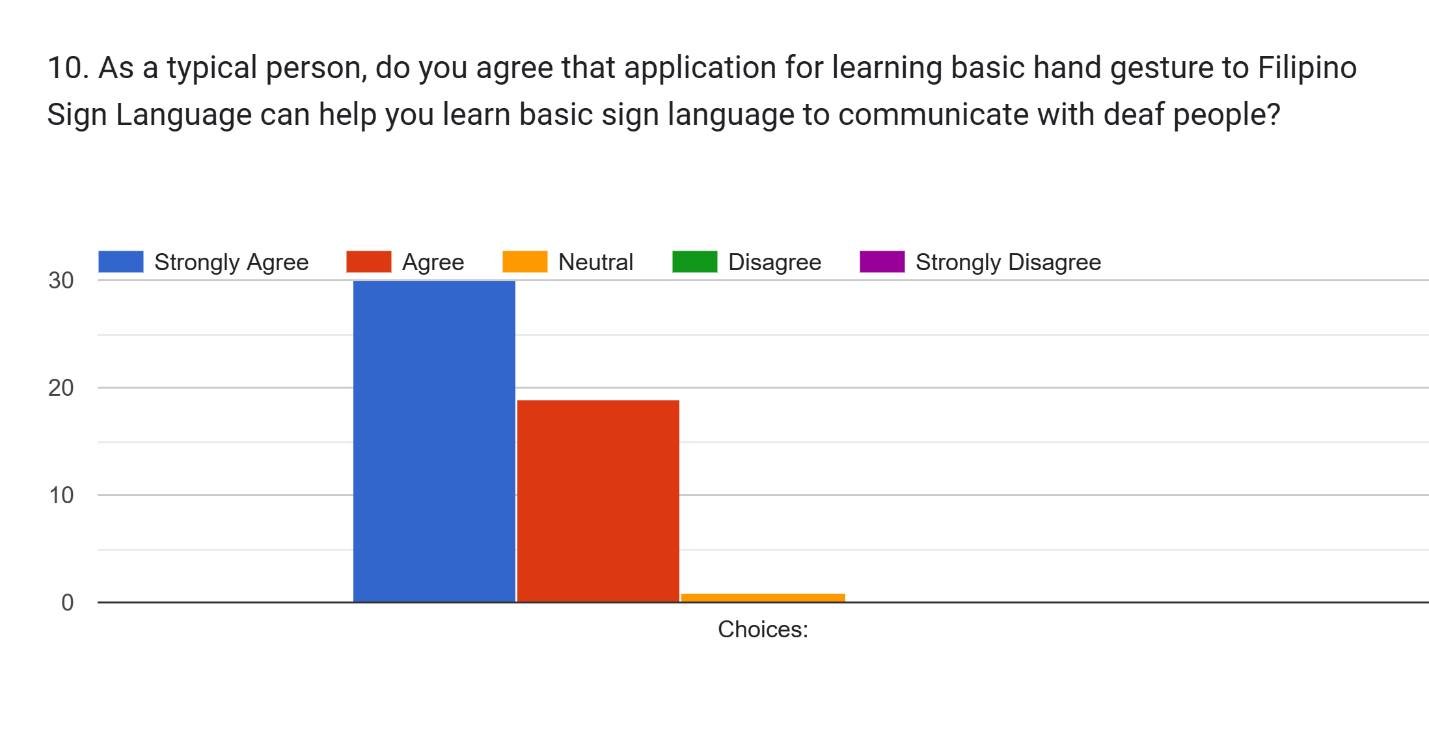 10. As a typical person, do you agree that application for learning basic hand gesture to Filipino
Sign Language can help you learn basic sign language to communicate with deaf people?
Strongly Agree Agree Neutral Disagree Strongly Disagree
30
20
10
0
Choices: